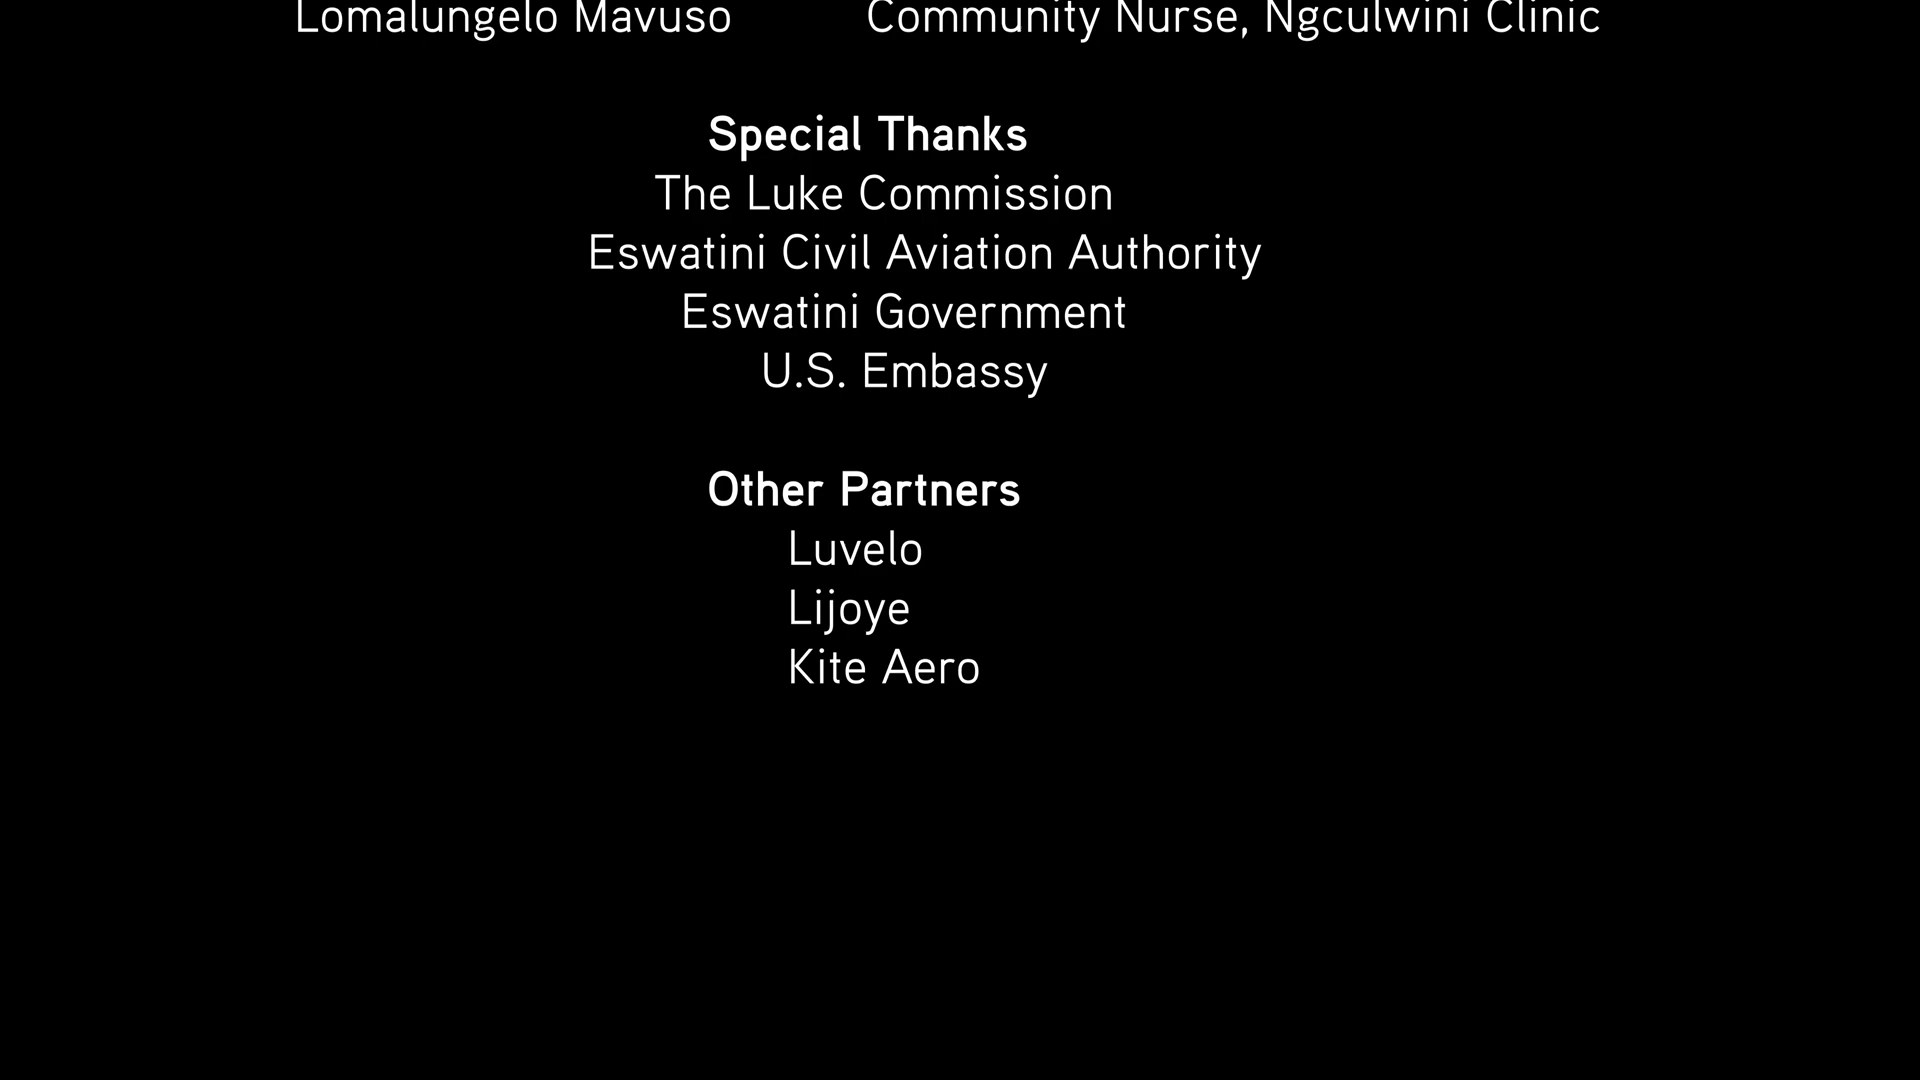 Lomalungelo Mavuso Community Nurse, Ngculwini Clinic
Special Thanks
The Luke Commission
Eswatini Civil Aviation Authority
Eswatini Government
U.S. Embassy
Other Partners
Luvelo
Lijoye
Kite Aero